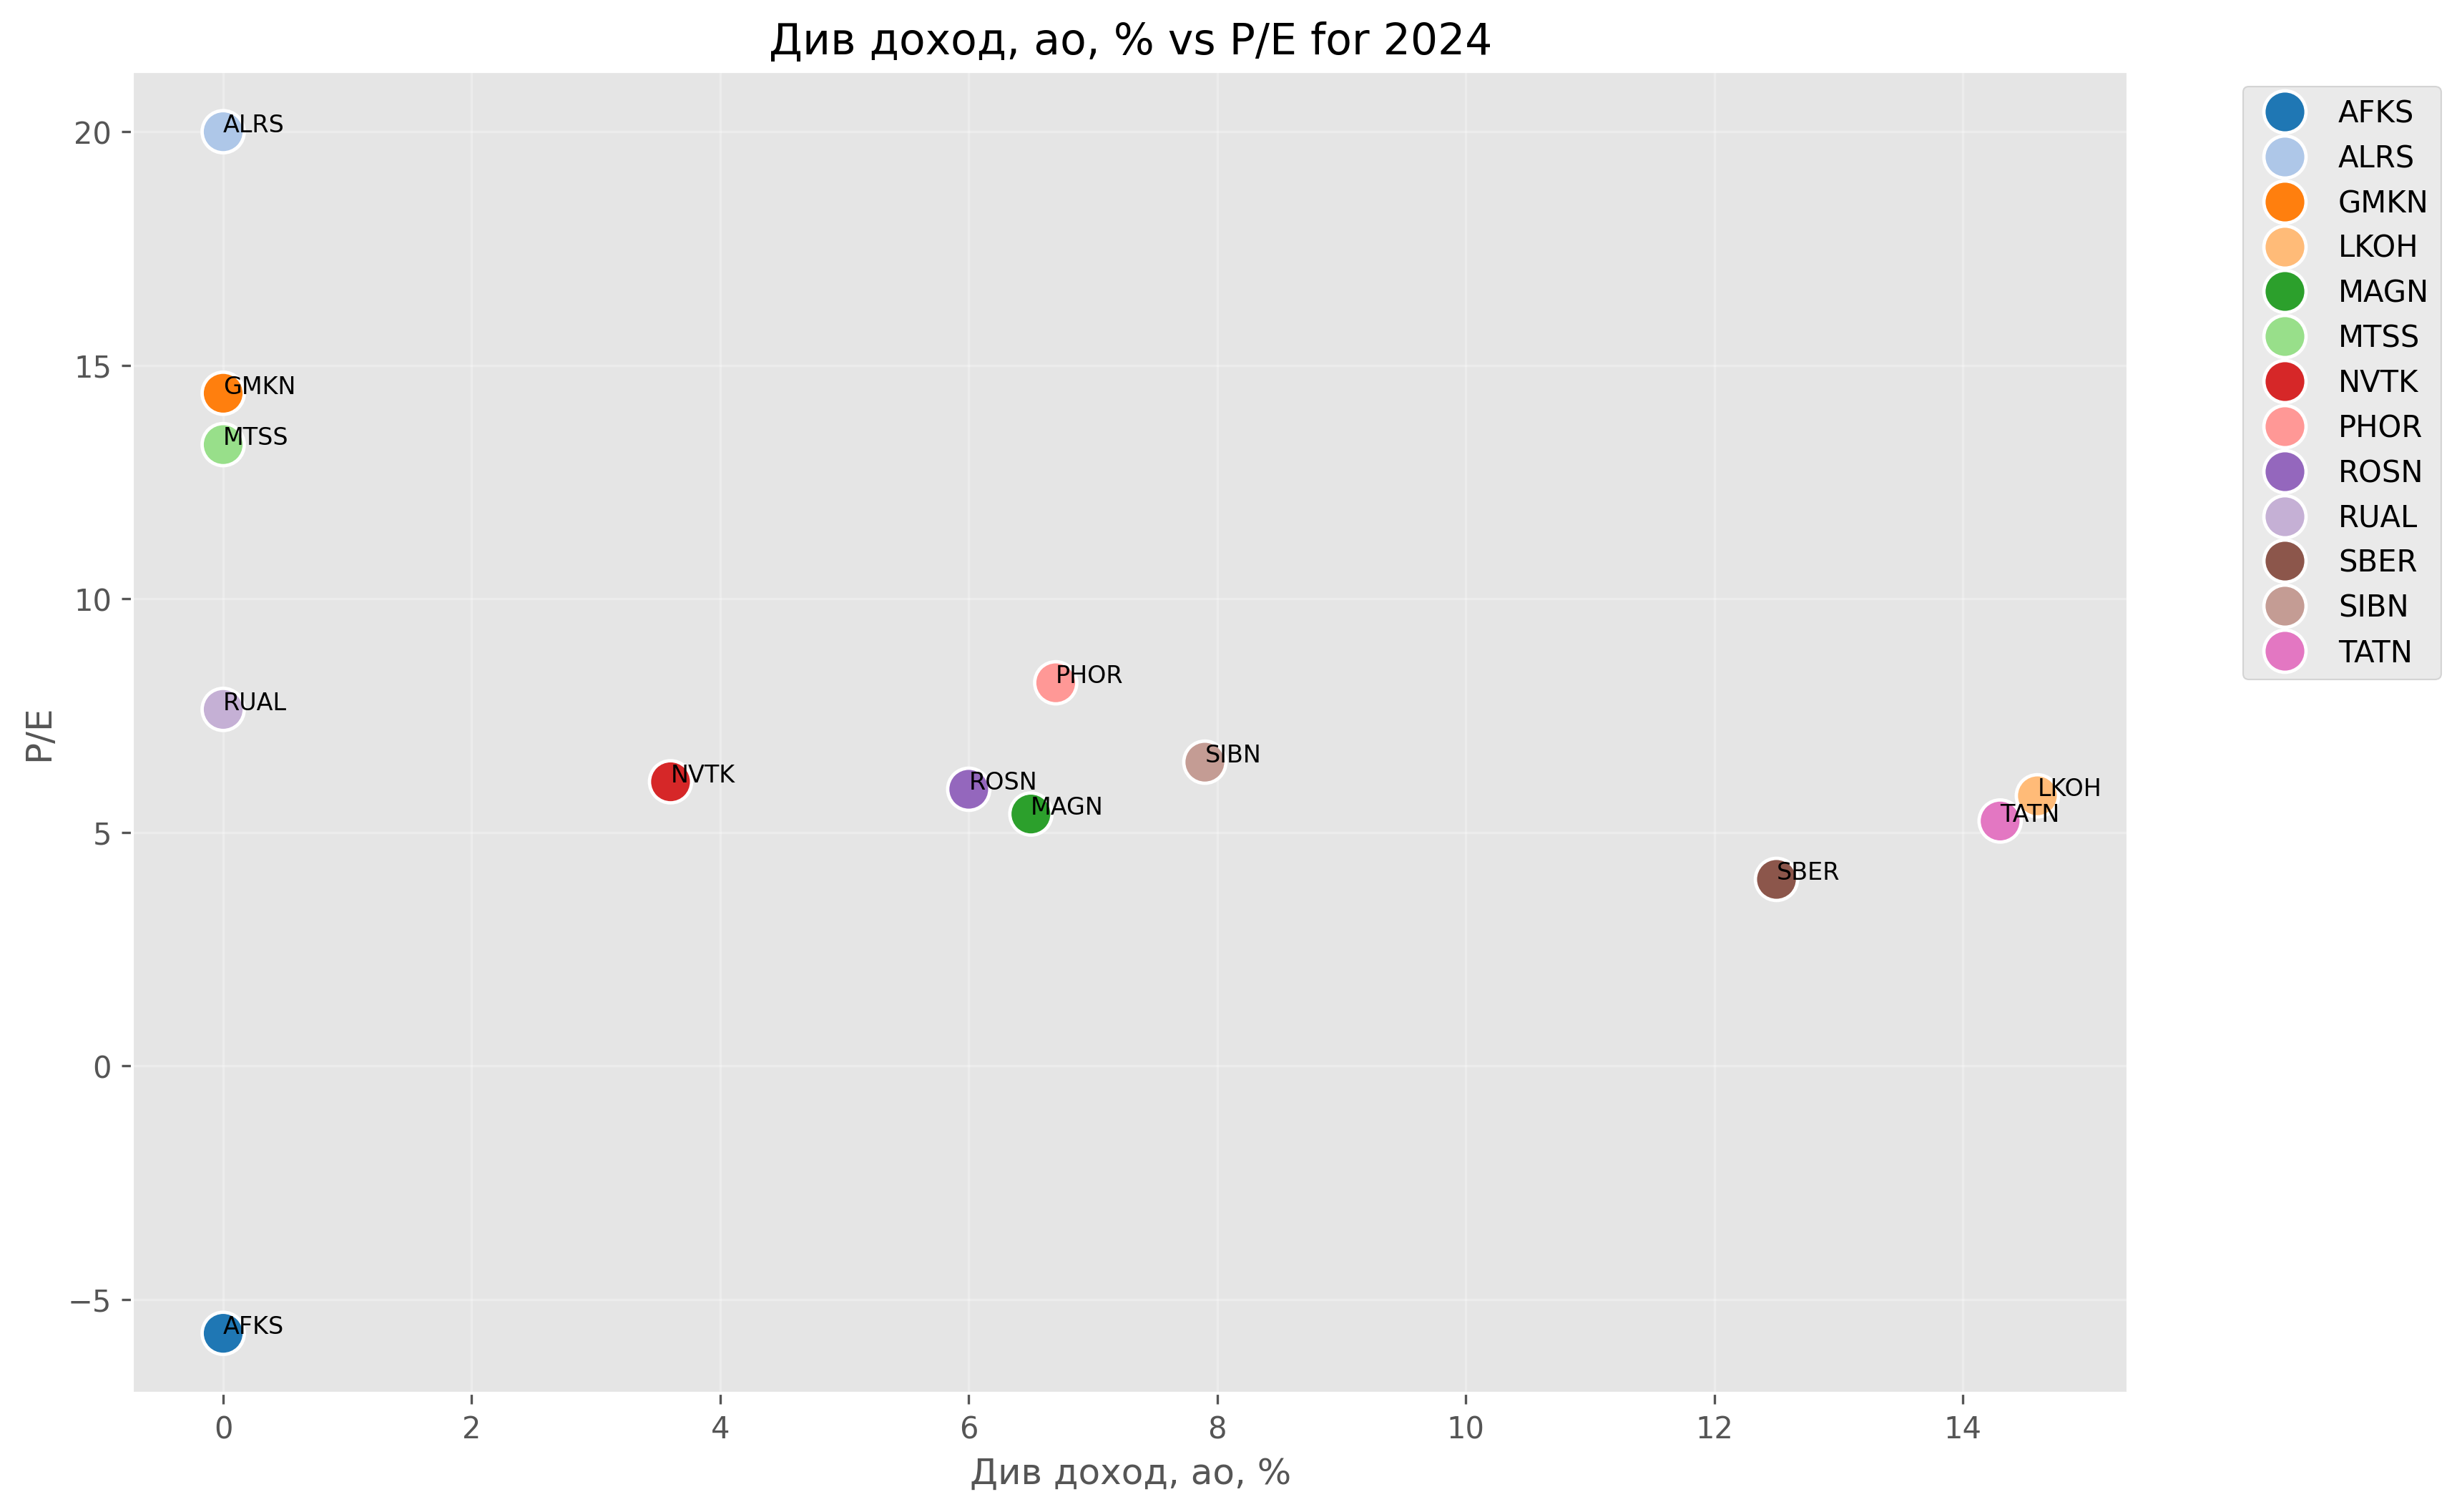 Див доход, ао, % vs P/E for 2024
20
15
10
5
0
−5
P/E
ALRS
GMKN
MTSS
RUAL
PHOR
NVTK
SIBN
ROSN
MAGN
LKOH
TATN
SBER
AFKS
0 2 4 6 8 10 12 14
Див доход, ао, %
AFKS
ALRS
GMKN
LKOH
MAGN
MTSS
NVTK
PHOR
ROSN
RUAL
SBER
SIBN
TATN